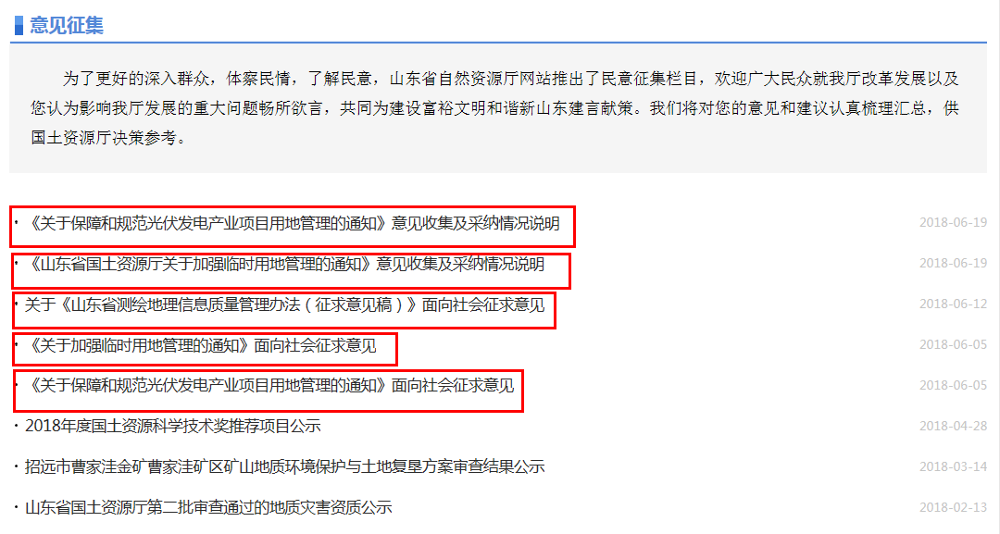 意见征集
为了更好的深入群众，体察民情，了解民意，山东省自然资源厅网站推出了民意征集栏目，欢迎广大民众就我厅改革发展以及
您认为影响我厅发展的重大问题畅所欲言，共同为建设富裕文明和谐新山东建言献策。我们将对您的意见和建议认真梳理汇总，供
国土资源厅决策参考。
· 《关于保障和规范光伏发电产业项目用地管理的通知》意见收集及采纳情况说明 2018-06-19
· 《山东省国土资源厅关于加强临时用地管理的通知》意见收集及采纳情况说明 2018-06-19
· 关于《山东省测绘地理信息质量管理办法（征求意见稿）》面向社会征求意见 2018-06-12
· 《关于加强临时用地管理的通知》面向社会征求意见 2018-06-05
· 《关于保障和规范光伏发电产业项目用地管理的通知》面向社会征求意见 2018-06-05
· 2018年度国土资源科学技术奖推荐项目公示 2018-04-28
· 招远市曹家洼金矿曹家洼矿区矿山地质环境保护与土地复垦方案审查结果公示 2018-03-14
· 山东省国土资源厅第二批审查通过的地质灾害资质公示 2018-02-13